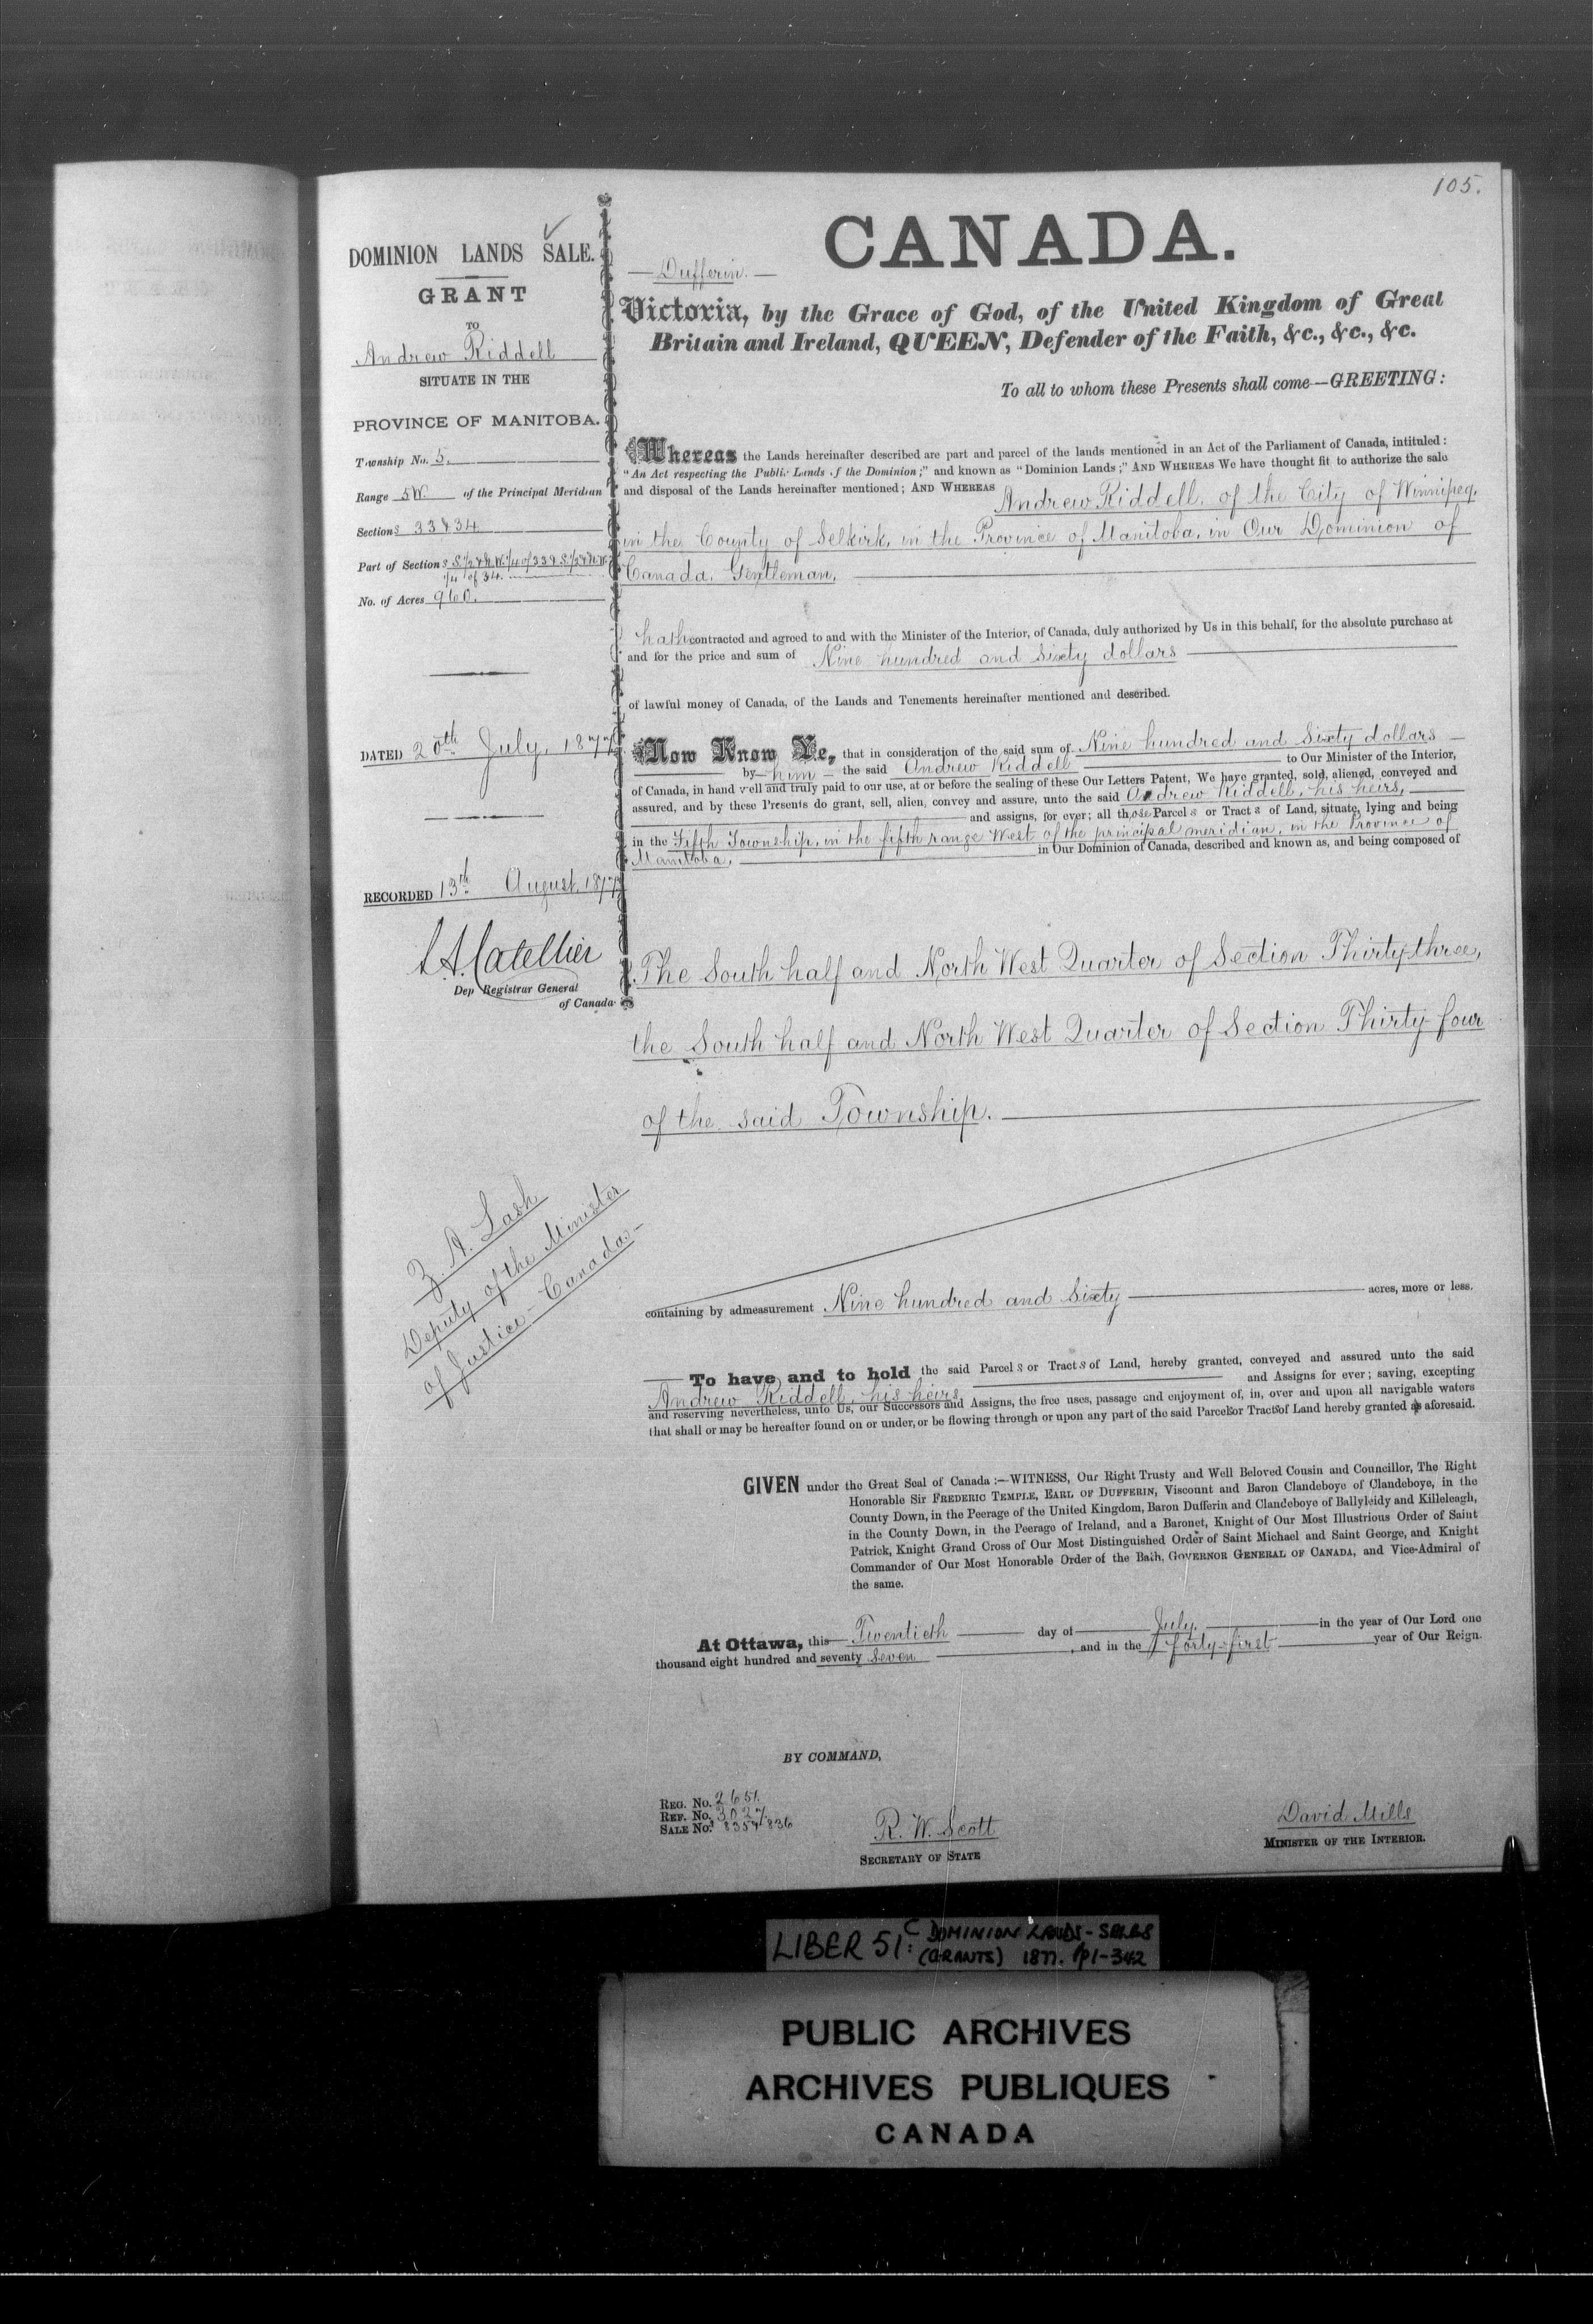 105.
DOMINION LANDS SALE.
GRANT
TO
Andrew Riddell
SITUATE IN THE
PROVINCE OF MANITOBA.
Township No. 5.
Range 5W. of the Principal Meridian
Sections 33 & 34
Part of Sections S.1/2 & N.W.1/4 of 33 & S.1/2 & N.W.
1/4 of 34.
No. of Acres 960.
DATED 20th July, 1877
RECORDED 13th August, 1877
L.A. Catellier
Dep Registrar General
of Canada
Z. A. Lash
Deputy of the Minister
of Justice - Canada -
CANADA.
Dufferin.
Victoria, by the Grace of God, of the United Kingdom of Great
Britain and Ireland, QUEEN, Defender of the Faith, &c., &c., &c.
To all to whom these Presents shall come—GREETING:
Whereas the Lands hereinafter described are part and parcel of the lands mentioned in an Act of the Parliament of Canada, intituled:
"An Act respecting the Public Lands of the Dominion;" and known as "Dominion Lands;" AND WHEREAS We have thought fit to authorize the sale
and disposal of the Lands hereinafter mentioned; AND WHEREAS Andrew Riddell, of the City of Winnipeg,
in the County of Selkirk, in the Province of Manitoba, in Our Dominion of
Canada. Gentleman,
hath contracted and agreed to and with the Minister of the Interior, of Canada, duly authorized by Us in this behalf, for the absolute purchase at
and for the price and sum of Nine hundred and Sixty dollars
of lawful money of Canada, of the Lands and Tenements hereinafter mentioned and described.
Now Know Ye, that in consideration of the said sum of Nine hundred and Sixty dollars
by him the said Andrew Riddell to Our Minister of the Interior,
of Canada, in hand well and truly paid to our use, at or before the sealing of these Our Letters Patent, We have granted, sold, aliened, conveyed and
assured, and by these Presents do grant, sell, alien, convey and assure, unto the said Andrew Riddell, his heirs,
and assigns, for ever; all those Parcels or Tracts of Land, situate, lying and being
in the Fifth Township, in the fifth range West of the principal meridian, in the Province of
Manitoba, in Our Dominion of Canada, described and known as, and being composed of
The South half and North West Quarter of Section Thirty-three,
the South half and North West Quarter of Section Thirty-four
of the said Township.
containing by admeasurement Nine hundred and Sixty acres, more or less.
To have and to hold the said Parcels or Tracts of Land, hereby granted, conveyed and assured unto the said
Andrew Riddell, his heirs and Assigns for ever; saving, excepting
and reserving nevertheless, unto Us, our Successors and Assigns, the free uses, passage and enjoyment of, in, over and upon all navigable waters
that shall or may be hereafter found on or under, or be flowing through or upon any part of the said Parcels or Tracts of Land hereby granted as aforesaid.
GIVEN under the Great Seal of Canada:—WITNESS, Our Right Trusty and Well Beloved Cousin and Councillor, The Right
Honorable Sir FREDERIC TEMPLE, EARL OF DUFFERIN, Viscount and Baron Clandeboye of Clandeboye, in the
County Down, in the Peerage of the United Kingdom, Baron Dufferin and Clandeboye of Ballyleidy and Killeleagh,
in the County Down, in the Peerage of Ireland, and a Baronet, Knight of Our Most Illustrious Order of Saint
Patrick, Knight Grand Cross of Our Most Distinguished Order of Saint Michael and Saint George, and Knight
Commander of Our Most Honorable Order of the Bath, GOVERNOR GENERAL OF CANADA, and Vice-Admiral of
the same.
At Ottawa, this Twentieth day of July, in the year of Our Lord one
thousand eight hundred and seventy seven, and in the forty-first year of Our Reign.
BY COMMAND,
REG. No. 2651.
REF. No. 3027.
SALE No. 835 & 836
R. W. Scott
SECRETARY OF STATE
David Mills
MINISTER OF THE INTERIOR.
LIBER 51C: DOMINION LANDS - SALES
(GRANTS) 1877. pp1-342
PUBLIC ARCHIVES
ARCHIVES PUBLIQUES
CANADA